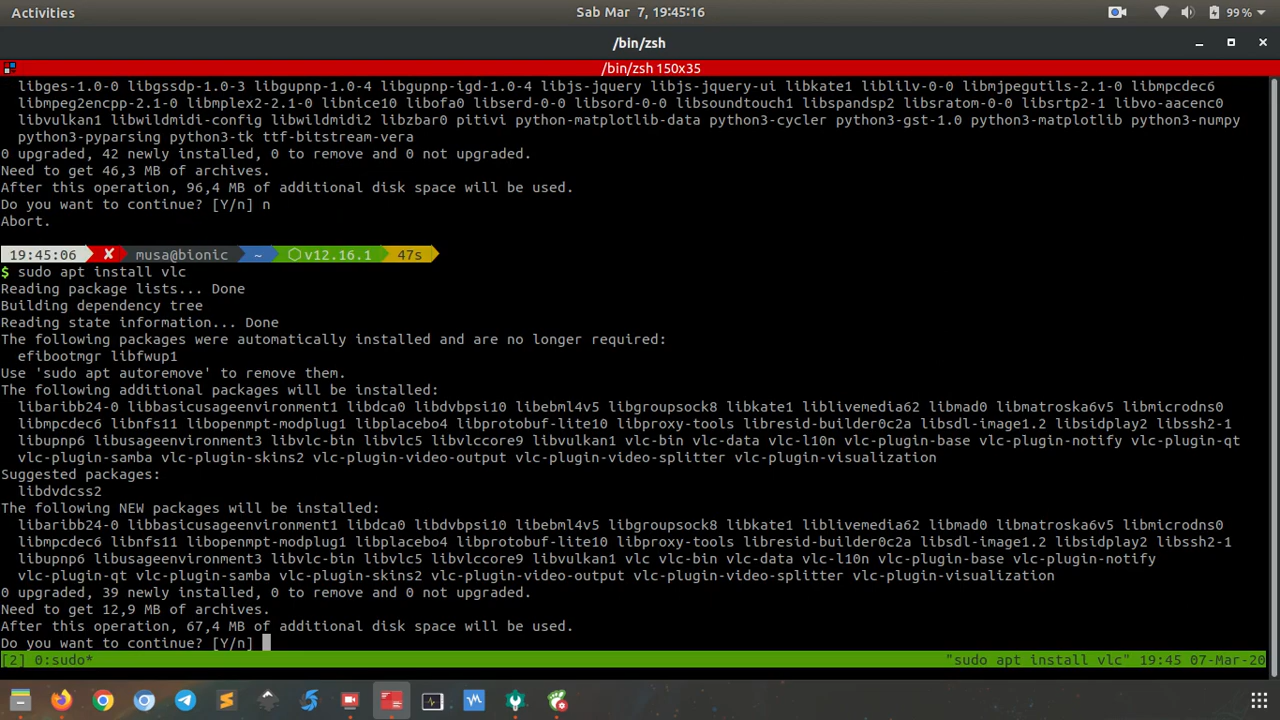 Activities
Sab Mar 7, 19:45:16
99 %
/bin/zsh
/bin/zsh 150x35
libges-1.0-0 libgssdp-1.0-3 libgupnp-1.0-4 libgupnp-igd-1.0-4 libjs-jquery libjs-jquery-ui libkate1 liblilv-0-0 libmjpegutils-2.1-0 libmpcdec6
libmpeg2encpp-2.1-0 libmplex2-2.1-0 libnice10 libofa0 libserd-0-0 libsord-0-0 libsoundtouch1 libspandsp2 libsratom-0-0 libsrtp2-1 libvo-aacenc0
libvulkan1 libwildmidi-config libwildmidi2 libzbar0 pitivi python-matplotlib-data python3-cycler python3-gst-1.0 python3-matplotlib python3-numpy
python3-pyparsing python3-tk ttf-bitstream-vera
0 upgraded, 42 newly installed, 0 to remove and 0 not upgraded.
Need to get 46,3 MB of archives.
After this operation, 96,4 MB of additional disk space will be used.
Do you want to continue? [Y/n] n
Abort.
19:45:06 ✘ musa@bionic ~ ⬡ v12.16.1 47s
$ sudo apt install vlc
Reading package lists... Done
Building dependency tree
Reading state information... Done
The following packages were automatically installed and are no longer required:
efibootmgr libfwup1
Use 'sudo apt autoremove' to remove them.
The following additional packages will be installed:
libaribb24-0 libbasicusageenvironment1 libdca0 libdvbpsi10 libebml4v5 libgroupsock8 libkate1 liblivemedia62 libmad0 libmatroska6v5 libmicrodns0
libmpcdec6 libnfs11 libopenmpt-modplug1 libplacebo4 libprotobuf-lite10 libproxy-tools libresid-builder0c2a libsdl-image1.2 libsidplay2 libssh2-1
libupnp6 libusageenvironment3 libvlc-bin libvlc5 libvlccore9 libvulkan1 vlc-bin vlc-data vlc-l10n vlc-plugin-base vlc-plugin-notify vlc-plugin-qt
vlc-plugin-samba vlc-plugin-skins2 vlc-plugin-video-output vlc-plugin-video-splitter vlc-plugin-visualization
Suggested packages:
libdvdcss2
The following NEW packages will be installed:
libaribb24-0 libbasicusageenvironment1 libdca0 libdvbpsi10 libebml4v5 libgroupsock8 libkate1 liblivemedia62 libmad0 libmatroska6v5 libmicrodns0
libmpcdec6 libnfs11 libopenmpt-modplug1 libplacebo4 libprotobuf-lite10 libproxy-tools libresid-builder0c2a libsdl-image1.2 libsidplay2 libssh2-1
libupnp6 libusageenvironment3 libvlc-bin libvlc5 libvlccore9 libvulkan1 vlc vlc-bin vlc-data vlc-l10n vlc-plugin-base vlc-plugin-notify
vlc-plugin-qt vlc-plugin-samba vlc-plugin-skins2 vlc-plugin-video-output vlc-plugin-video-splitter vlc-plugin-visualization
0 upgraded, 39 newly installed, 0 to remove and 0 not upgraded.
Need to get 12,9 MB of archives.
After this operation, 67,4 MB of additional disk space will be used.
Do you want to continue? [Y/n]
[2] 0:sudo* "sudo apt install vlc" 19:45 07-Mar-20